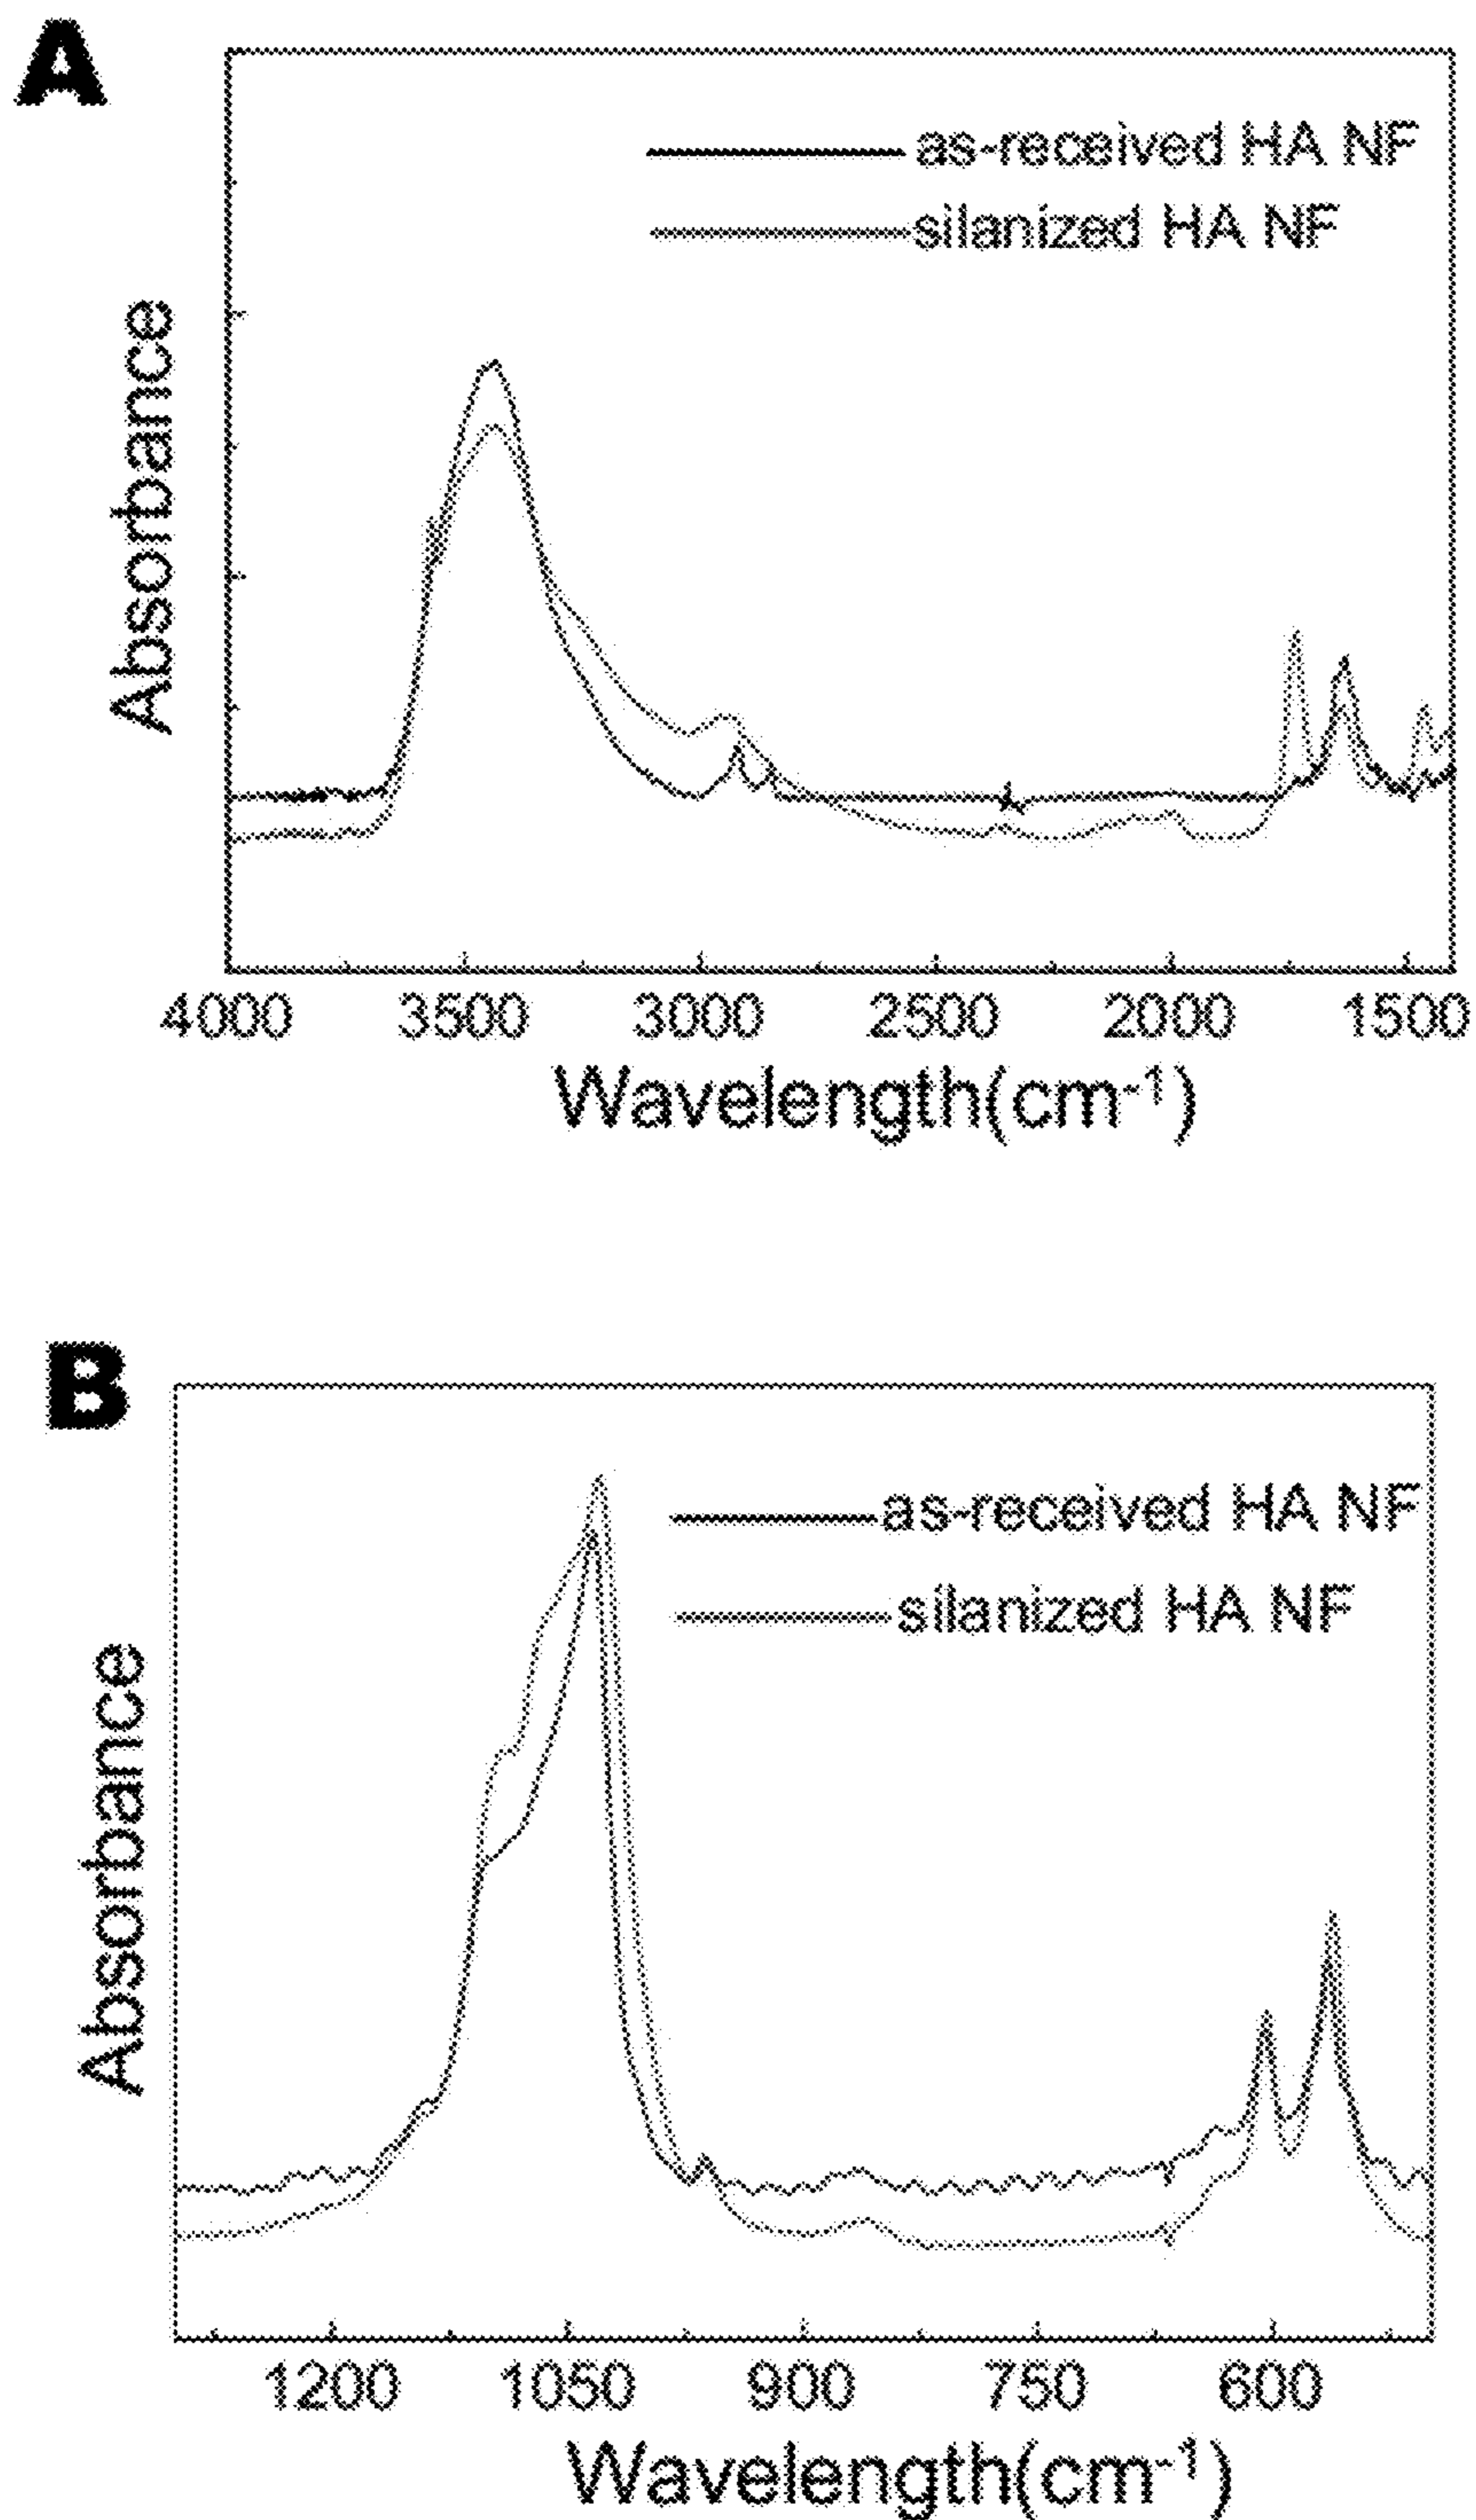 A
as-received HA NF
silanized HA NF
Absorbance
4000 3500 3000 2500 2000 1500
Wavelength(cm-1)
B
as-received HA NF
silanized HA NF
Absorbance
1200 1050 900 750 600
Wavelength(cm-1)